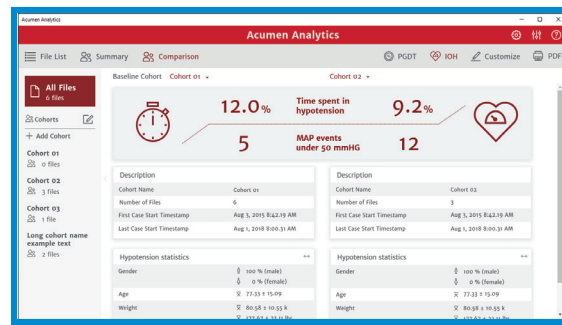 Acumen Analytics
Acumen Analytics
File List Summary Comparison PGDT IOH Customize PDF
All Files
6 files
Cohorts
+ Add Cohort
Cohort 01
0 files
Cohort 02
3 files
Cohort 03
1 file
Long cohort name
example text
2 files
Baseline Cohort Cohort 01 Cohort 02
12.0% Time spent in hypotension 9.2%
5 MAP events under 50 mmHG 12
Description
Cohort Name Cohort 01
Number of Files 6
First Case Start Timestamp Aug 3, 2015 8:42.19 AM
Last Case Start Timestamp Aug 1, 2018 8:00.31 AM
Description
Cohort Name Cohort 02
Number of Files 3
First Case Start Timestamp Aug 3, 2015 8:42.19 AM
Last Case Start Timestamp Aug 1, 2018 8:00.31 AM
Hypotension statistics
Gender 100 % (male)
0 % (female)
Age x̅ 77.33 ± 15.09
Weight x̅ 80.58 ± 10.55 k
Hypotension statistics
Gender 100 % (male)
0 % (female)
Age x̅ 77.33 ± 15.09
Weight x̅ 80.58 ± 10.55 k